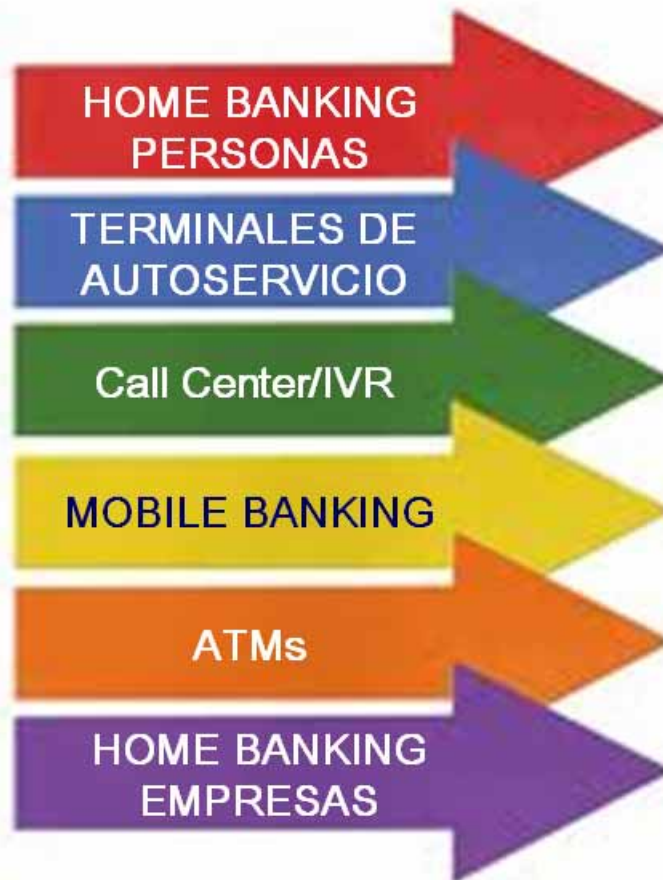 HOME BANKING
PERSONAS
TERMINALES DE
AUTOSERVICIO
Call Center/IVR
MOBILE BANKING
ATMs
HOME BANKING
EMPRESAS